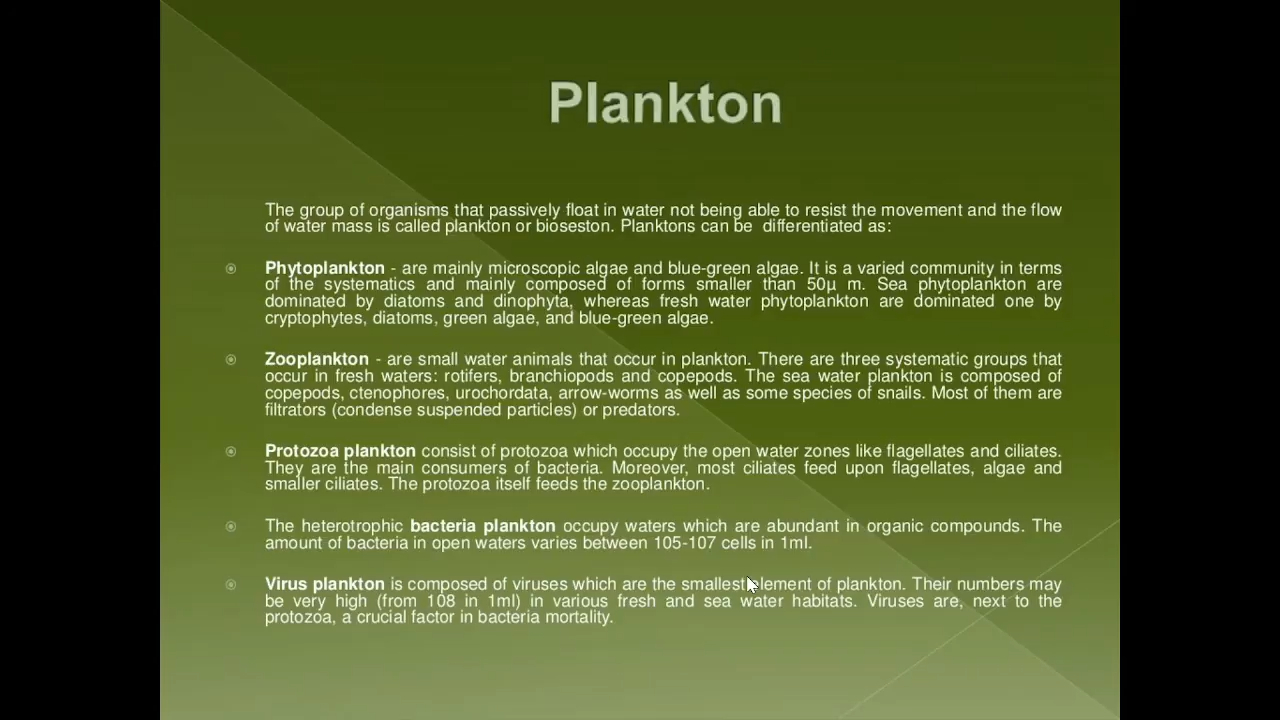 Plankton
The group of organisms that passively float in water not being able to resist the movement and the flow
of water mass is called plankton or bioseston. Planktons can be differentiated as:
Phytoplankton - are mainly microscopic algae and blue-green algae. It is a varied community in terms
of the systematics and mainly composed of forms smaller than 50µ m. Sea phytoplankton are
dominated by diatoms and dinophyta, whereas fresh water phytoplankton are dominated one by
cryptophytes, diatoms, green algae, and blue-green algae.
Zooplankton - are small water animals that occur in plankton. There are three systematic groups that
occur in fresh waters: rotifers, branchiopods and copepods. The sea water plankton is composed of
copepods, ctenophores, urochordata, arrow-worms as well as some species of snails. Most of them are
filtrators (condense suspended particles) or predators.
Protozoa plankton consist of protozoa which occupy the open water zones like flagellates and ciliates.
They are the main consumers of bacteria. Moreover, most ciliates feed upon flagellates, algae and
smaller ciliates. The protozoa itself feeds the zooplankton.
The heterotrophic bacteria plankton occupy waters which are abundant in organic compounds. The
amount of bacteria in open waters varies between 105-107 cells in 1ml.
Virus plankton is composed of viruses which are the smallest element of plankton. Their numbers may
be very high (from 108 in 1ml) in various fresh and sea water habitats. Viruses are, next to the
protozoa, a crucial factor in bacteria mortality.